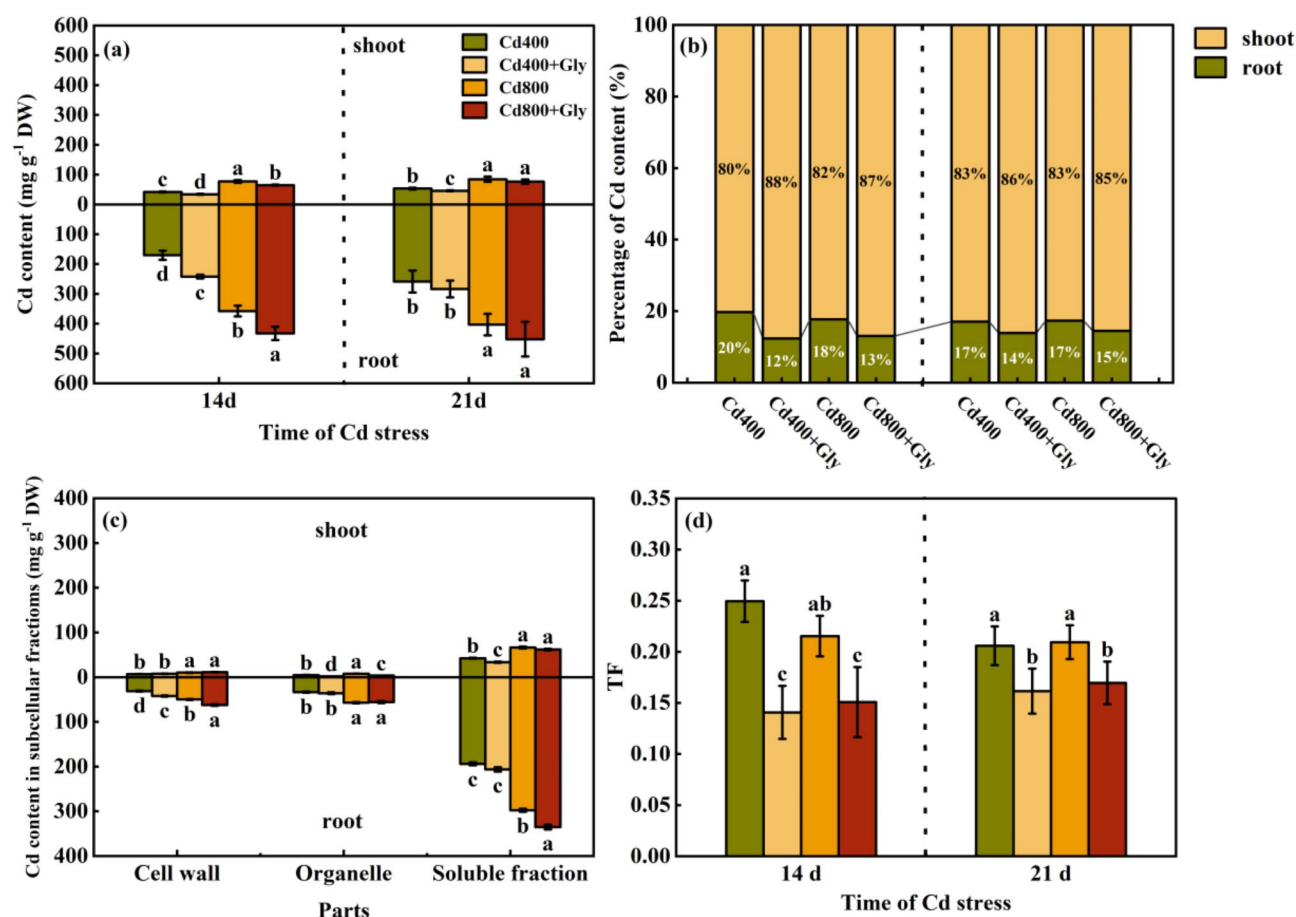 (a)
shoot
Cd400
Cd400+Gly
Cd800
Cd800+Gly
600
500
400
300
200
100
0
100
200
300
400
500
600
Cd content (mg g⁻¹ DW)
c d a b
b c a a
d c b a
b b a a
root
14d 21d
Time of Cd stress
(b)
shoot
root
100
80
60
40
20
0
Percentage of Cd content (%)
80% 88% 82% 87% 83% 86% 83% 85%
20% 12% 18% 13% 17% 14% 17% 15%
Cd400 Cd400+Gly Cd800 Cd800+Gly Cd400 Cd400+Gly Cd800 Cd800+Gly
(c)
shoot
400
300
200
100
0
100
200
300
400
Cd content in subcellular fractioms (mg g⁻¹ DW)
b b a a
b d a c
b c a a
d c b a
b b a a
c c b a
root
Cell wall Organelle Soluble fraction
Parts
(d)
0.35
0.30
0.25
0.20
0.15
0.10
0.05
0.00
TF
a c ab c
a b a b
14 d 21 d
Time of Cd stress